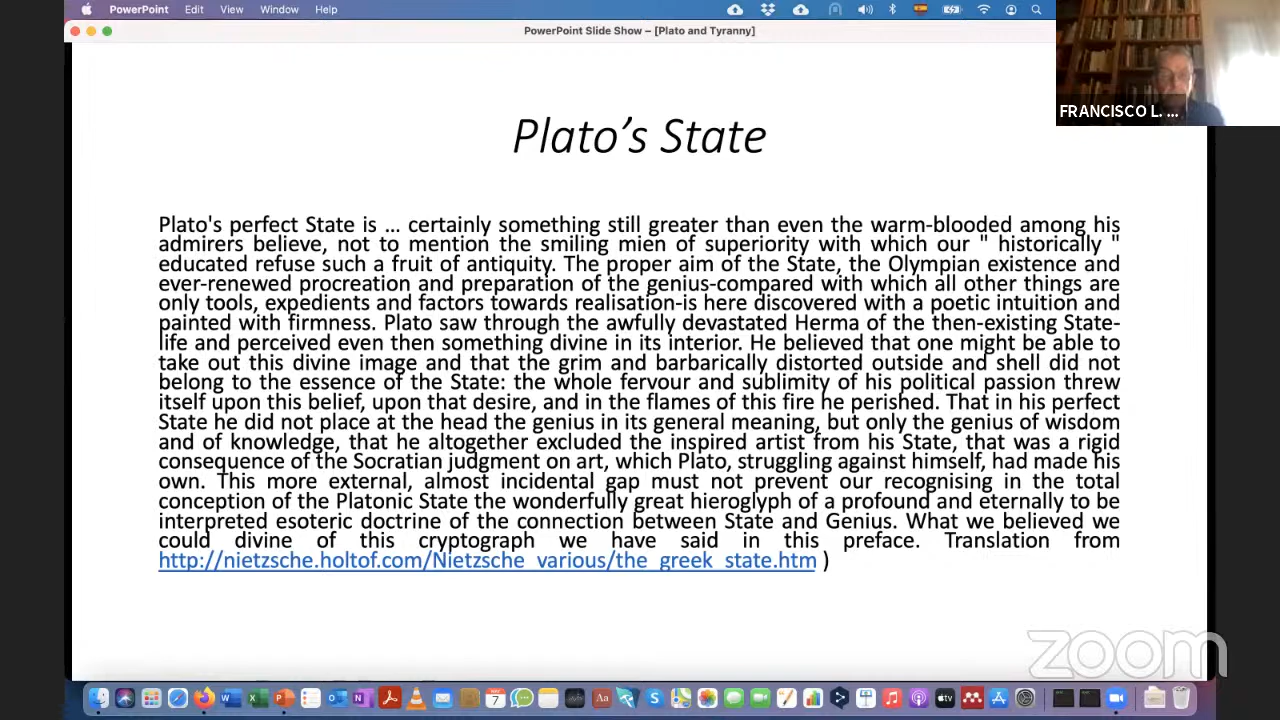 PowerPoint Edit View Window Help
PowerPoint Slide Show – [Plato and Tyranny]
FRANCISCO L. ...
Plato’s State
Plato's perfect State is ... certainly something still greater than even the warm-blooded among his
admirers believe, not to mention the smiling mien of superiority with which our " historically "
educated refuse such a fruit of antiquity. The proper aim of the State, the Olympian existence and
ever-renewed procreation and preparation of the genius-compared with which all other things are
only tools, expedients and factors towards realisation-is here discovered with a poetic intuition and
painted with firmness. Plato saw through the awfully devastated Herma of the then-existing State-
life and perceived even then something divine in its interior. He believed that one might be able to
take out this divine image and that the grim and barbarically distorted outside and shell did not
belong to the essence of the State: the whole fervour and sublimity of his political passion threw
itself upon this belief, upon that desire, and in the flames of this fire he perished. That in his perfect
State he did not place at the head the genius in its general meaning, but only the genius of wisdom
and of knowledge, that he altogether excluded the inspired artist from his State, that was a rigid
consequence of the Socratian judgment on art, which Plato, struggling against himself, had made his
own. This more external, almost incidental gap must not prevent our recognising in the total
conception of the Platonic State the wonderfully great hieroglyph of a profound and eternally to be
interpreted esoteric doctrine of the connection between State and Genius. What we believed we
could divine of this cryptograph we have said in this preface. Translation from
http://nietzsche.holtof.com/Nietzsche_various/the_greek_state.htm )
zoom